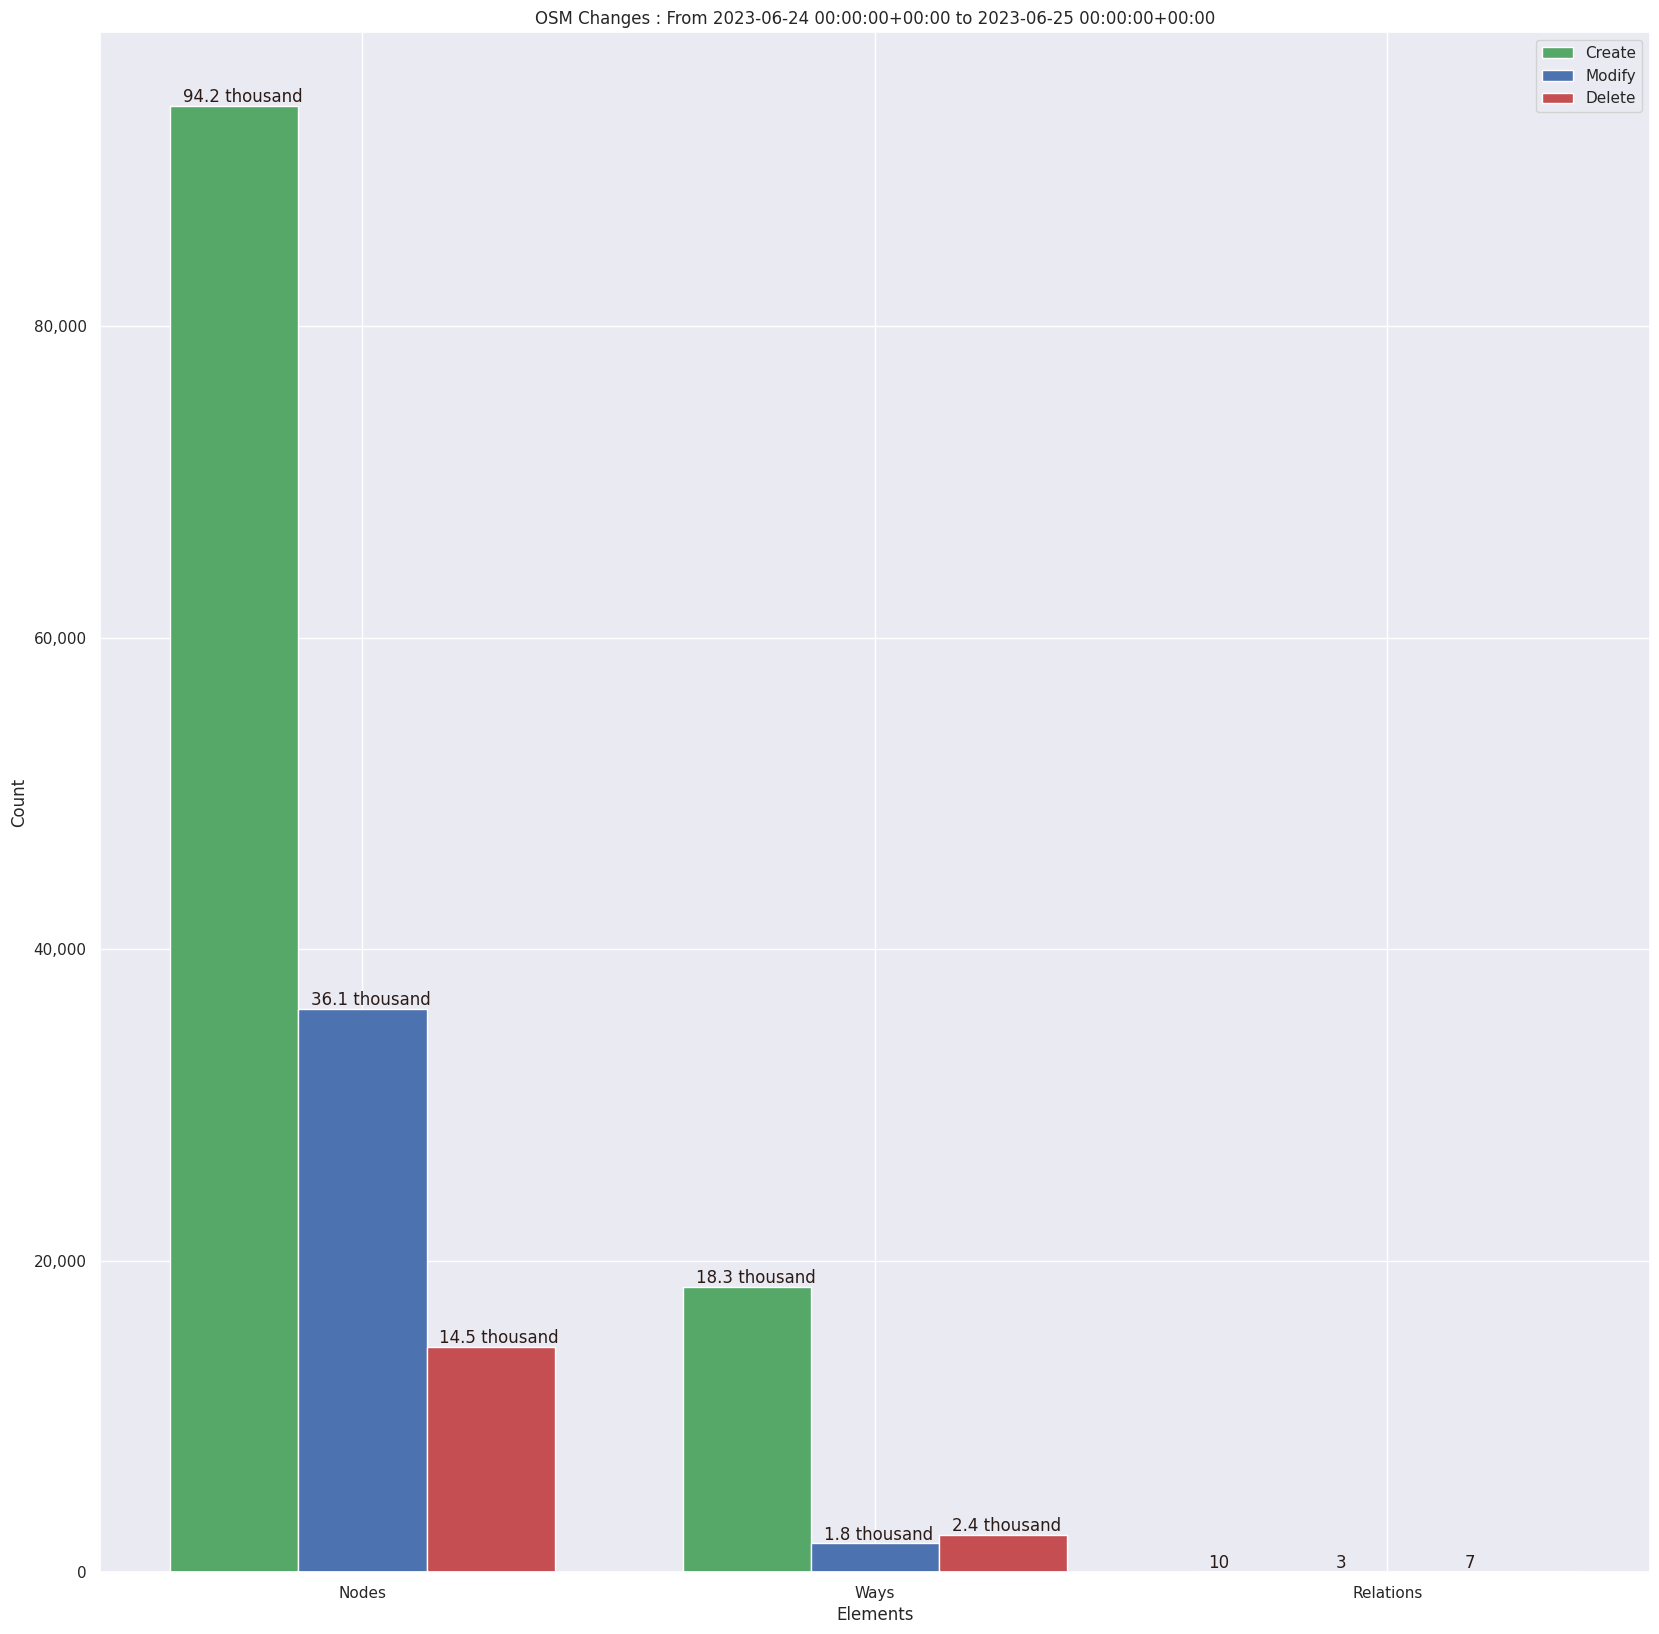 OSM Changes : From 2023-06-24 00:00:00+00:00 to 2023-06-25 00:00:00+00:00
Create
Modify
Delete
94.2 thousand
80,000
60,000
Count
40,000
36.1 thousand
20,000
18.3 thousand
14.5 thousand
1.8 thousand
2.4 thousand
10
3
7
0
Nodes
Ways
Relations
Elements